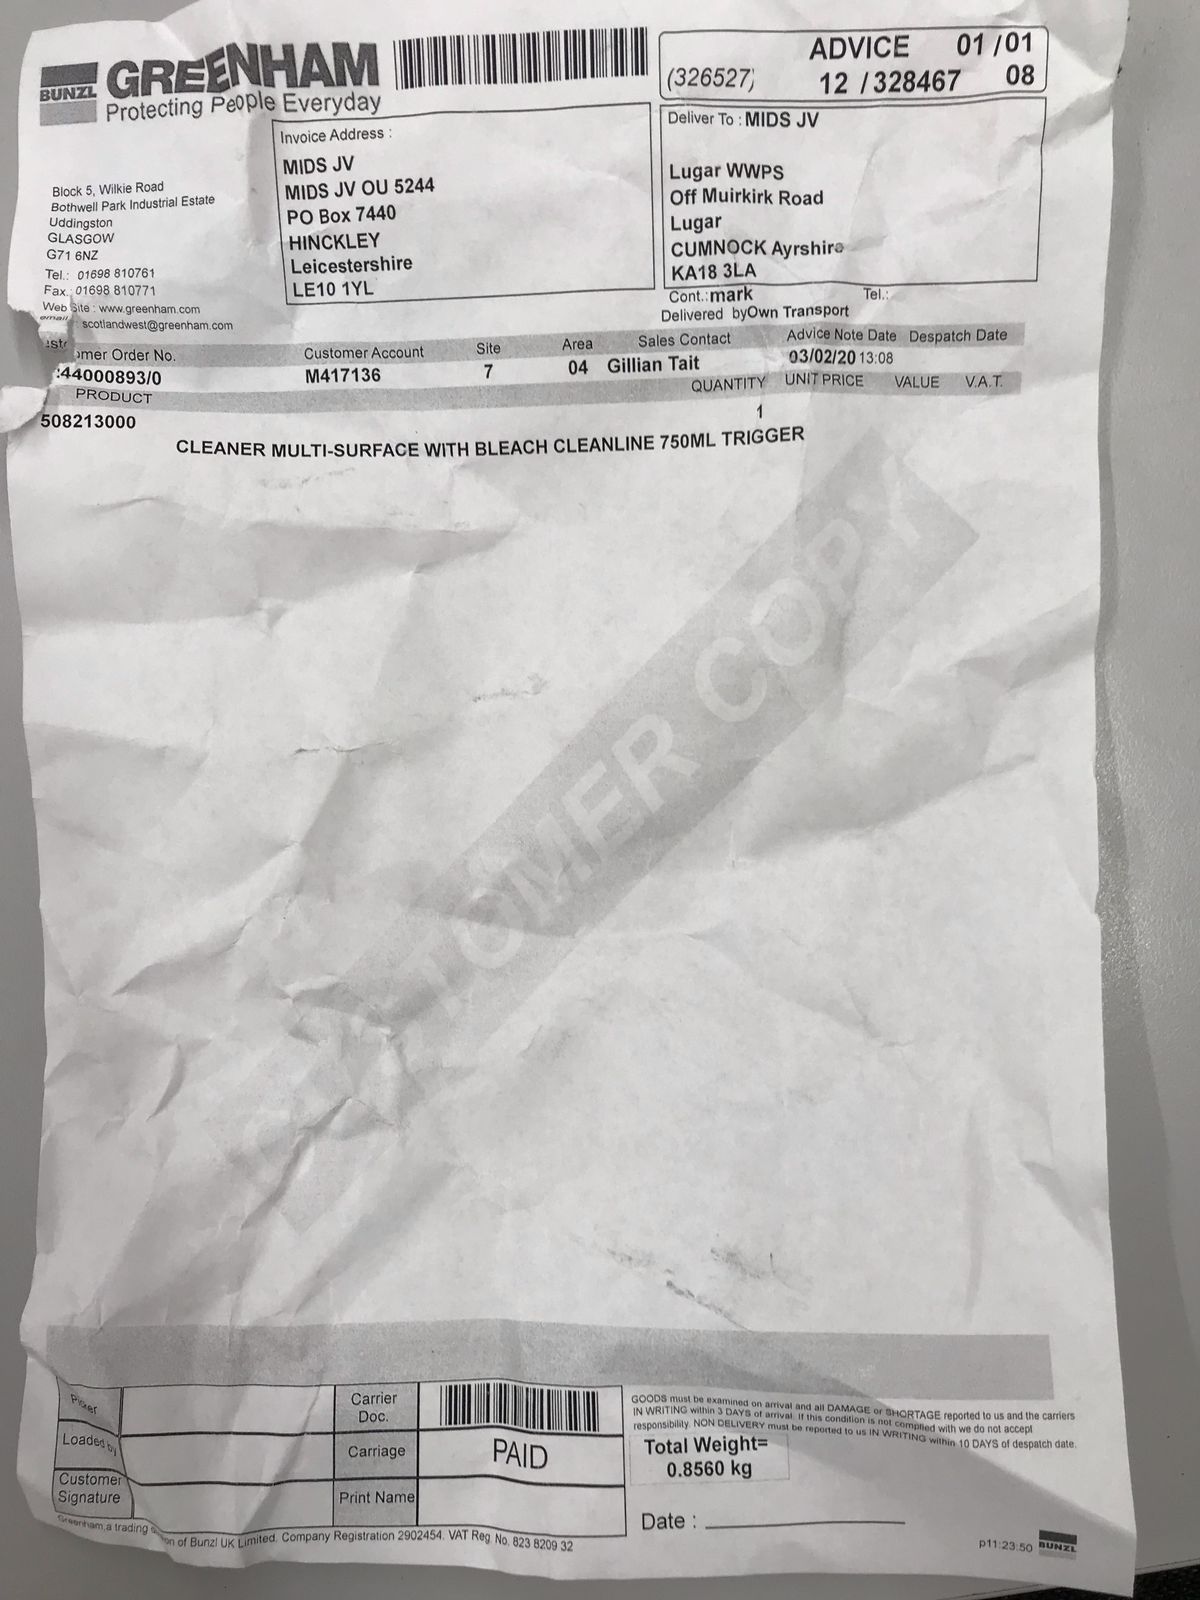 BUNZL
GREENHAM
Protecting People Everyday
(326527)
ADVICE 01/01
12 /328467 08
Block 5, Wilkie Road
Bothwell Park Industrial Estate
Uddingston
GLASGOW
G71 6NZ
Tel.: 01698 810761
Fax.: 01698 810771
Web Site : www.greenham.com
email : scotlandwest@greenham.com
Invoice Address :
MIDS JV
MIDS JV OU 5244
PO Box 7440
HINCKLEY
Leicestershire
LE10 1YL
Deliver To : MIDS JV
Lugar WWPS
Off Muirkirk Road
Lugar
CUMNOCK Ayrshire
KA18 3LA
Cont.: mark Tel.:
Delivered by Own Transport
Order No. Customer Account Site Area Sales Contact Advice Note Date Despatch Date
44000893/0 M417136 7 04 Gillian Tait 03/02/20 13:08
PRODUCT QUANTITY UNIT PRICE VALUE V.A.T.
508213000 1
CLEANER MULTI-SURFACE WITH BLEACH CLEANLINE 750ML TRIGGER
CUSTOMER COPY
Picker
Loaded by
Customer Signature
Carrier Doc.
Carriage PAID
Print Name
GOODS must be examined on arrival and all DAMAGE or SHORTAGE reported to us and the carriers
IN WRITING within 3 DAYS of arrival. If this condition is not complied with we do not accept
responsibility. NON DELIVERY must be reported to us IN WRITING within 10 DAYS of despatch date.
Total Weight=
0.8560 kg
Date :
Greenham, a trading of Bunzl UK Limited. Company Registration 2902454. VAT Reg. No. 823 8209 32
p11:23:50 BUNZL